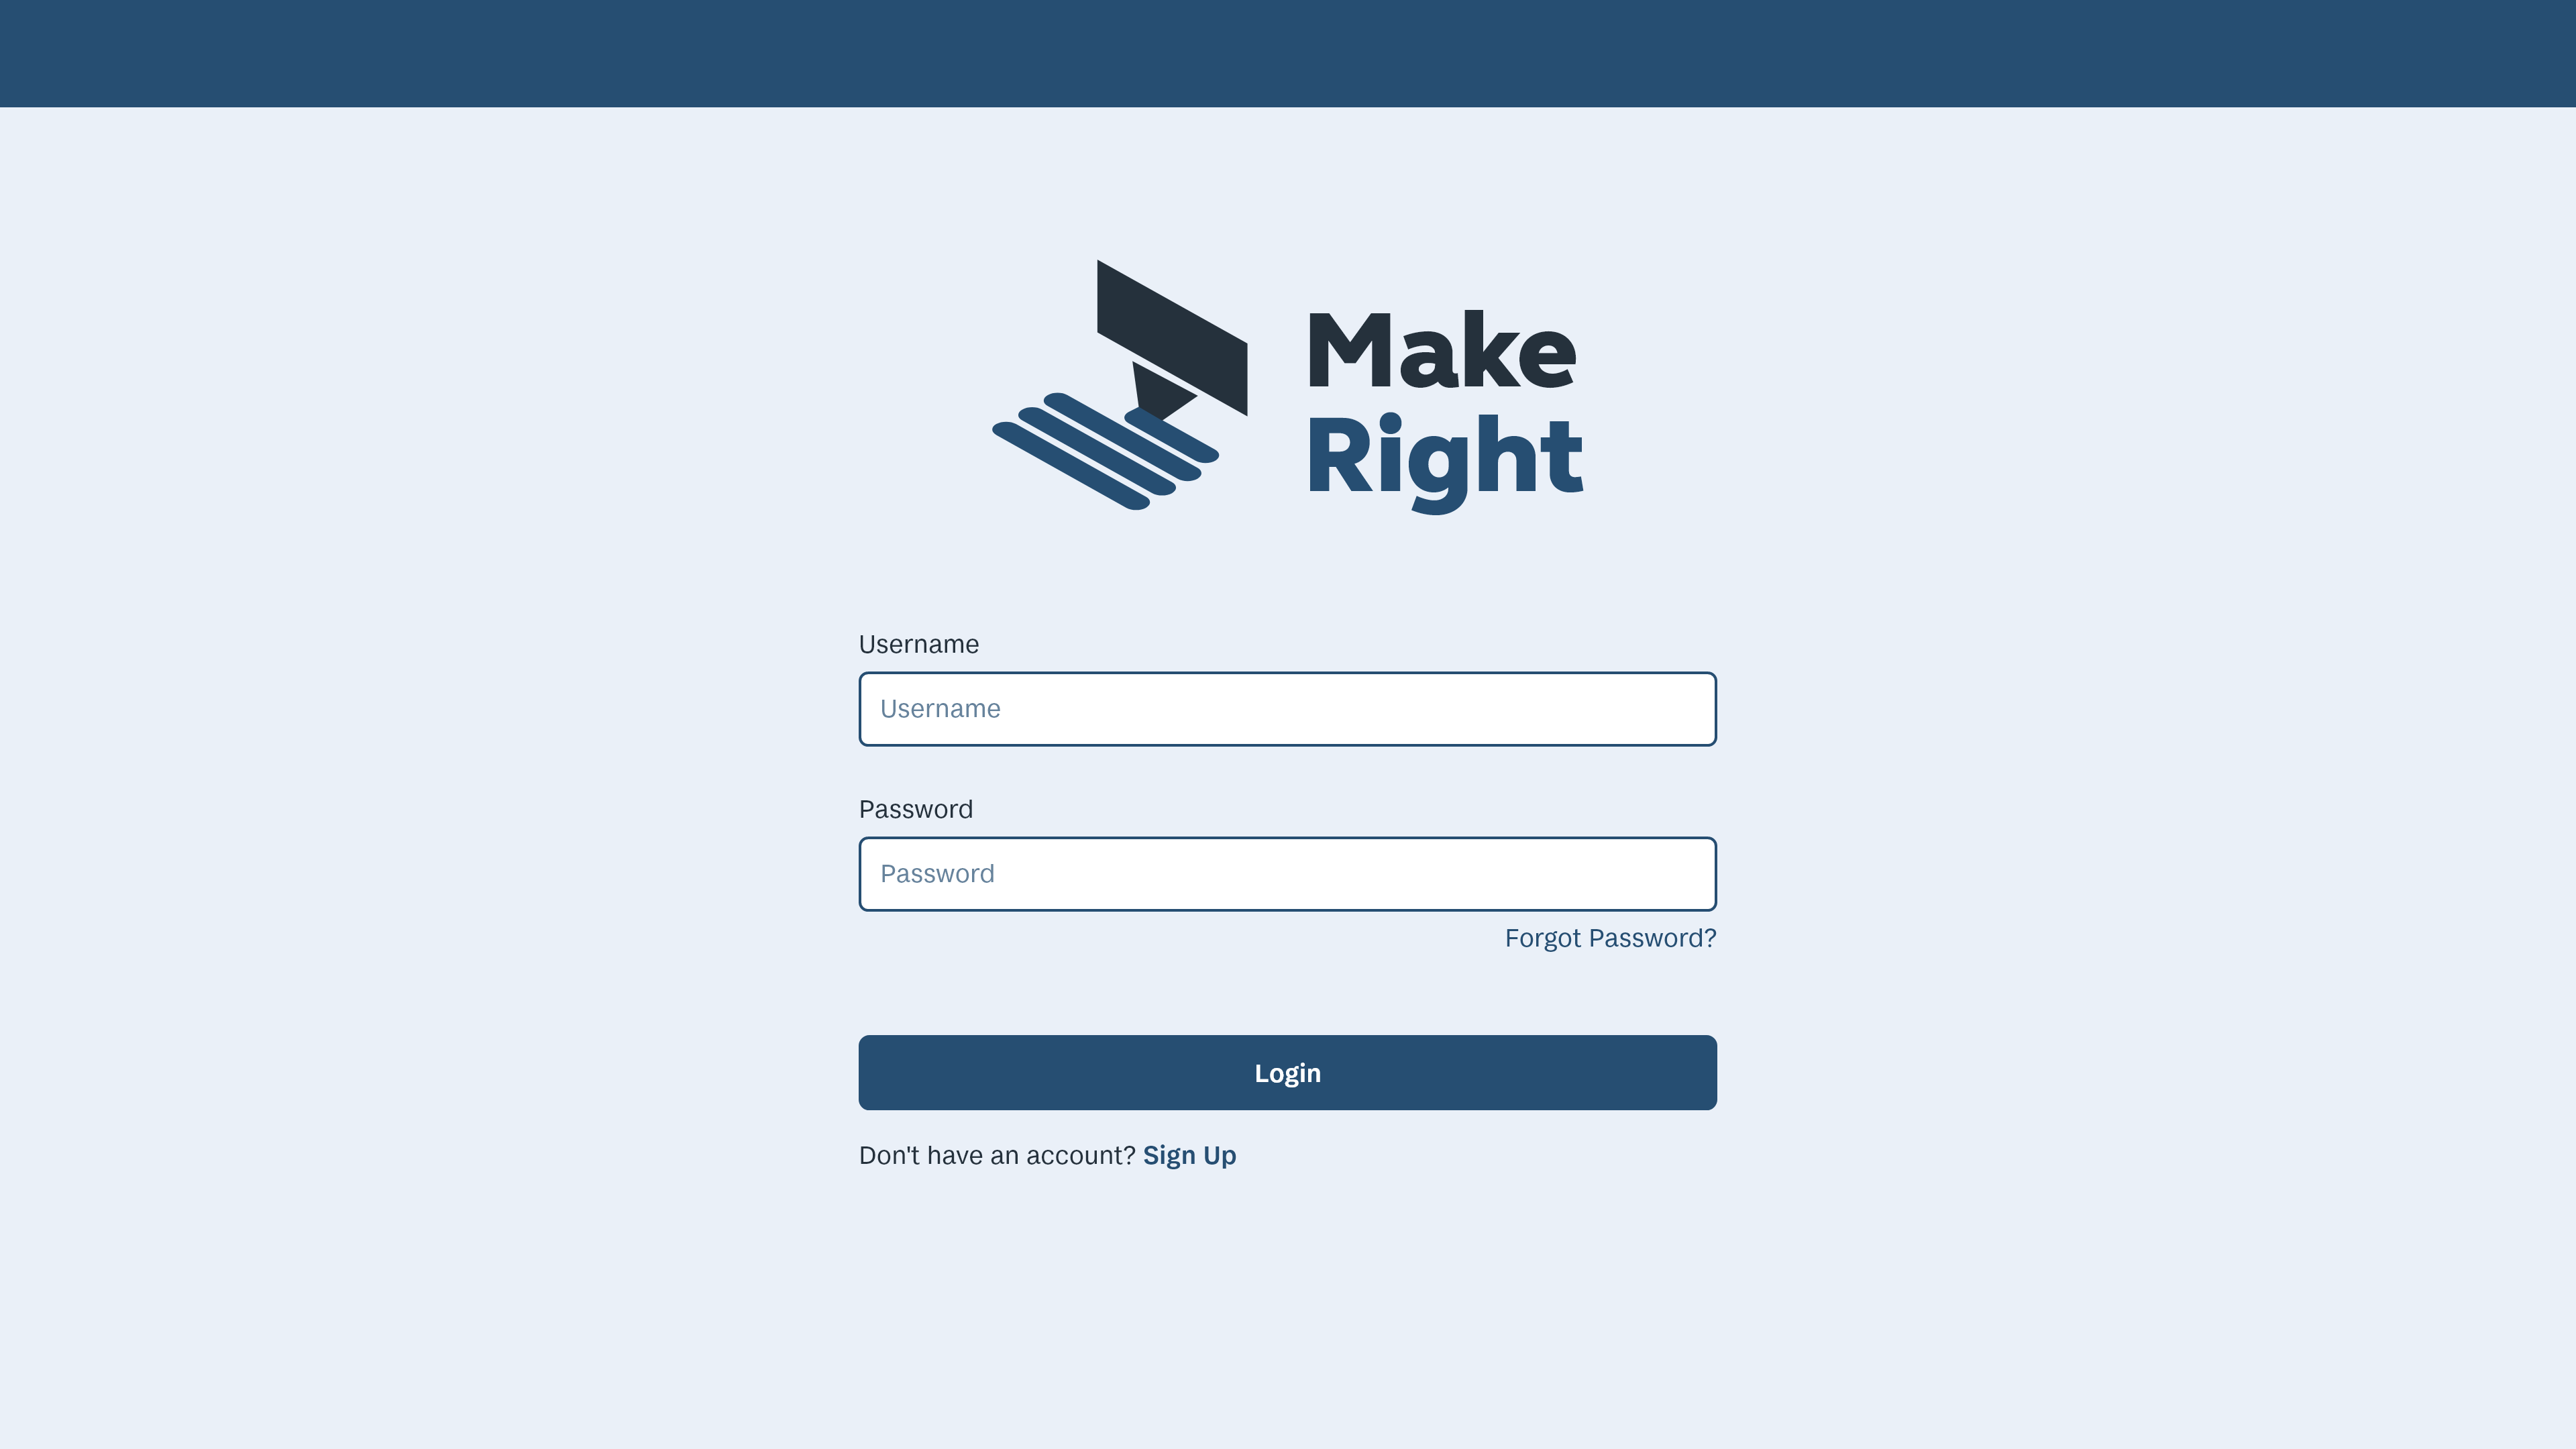 Make
Right
Username
Username
Password
Password
Forgot Password?
Login
Don't have an account? Sign Up